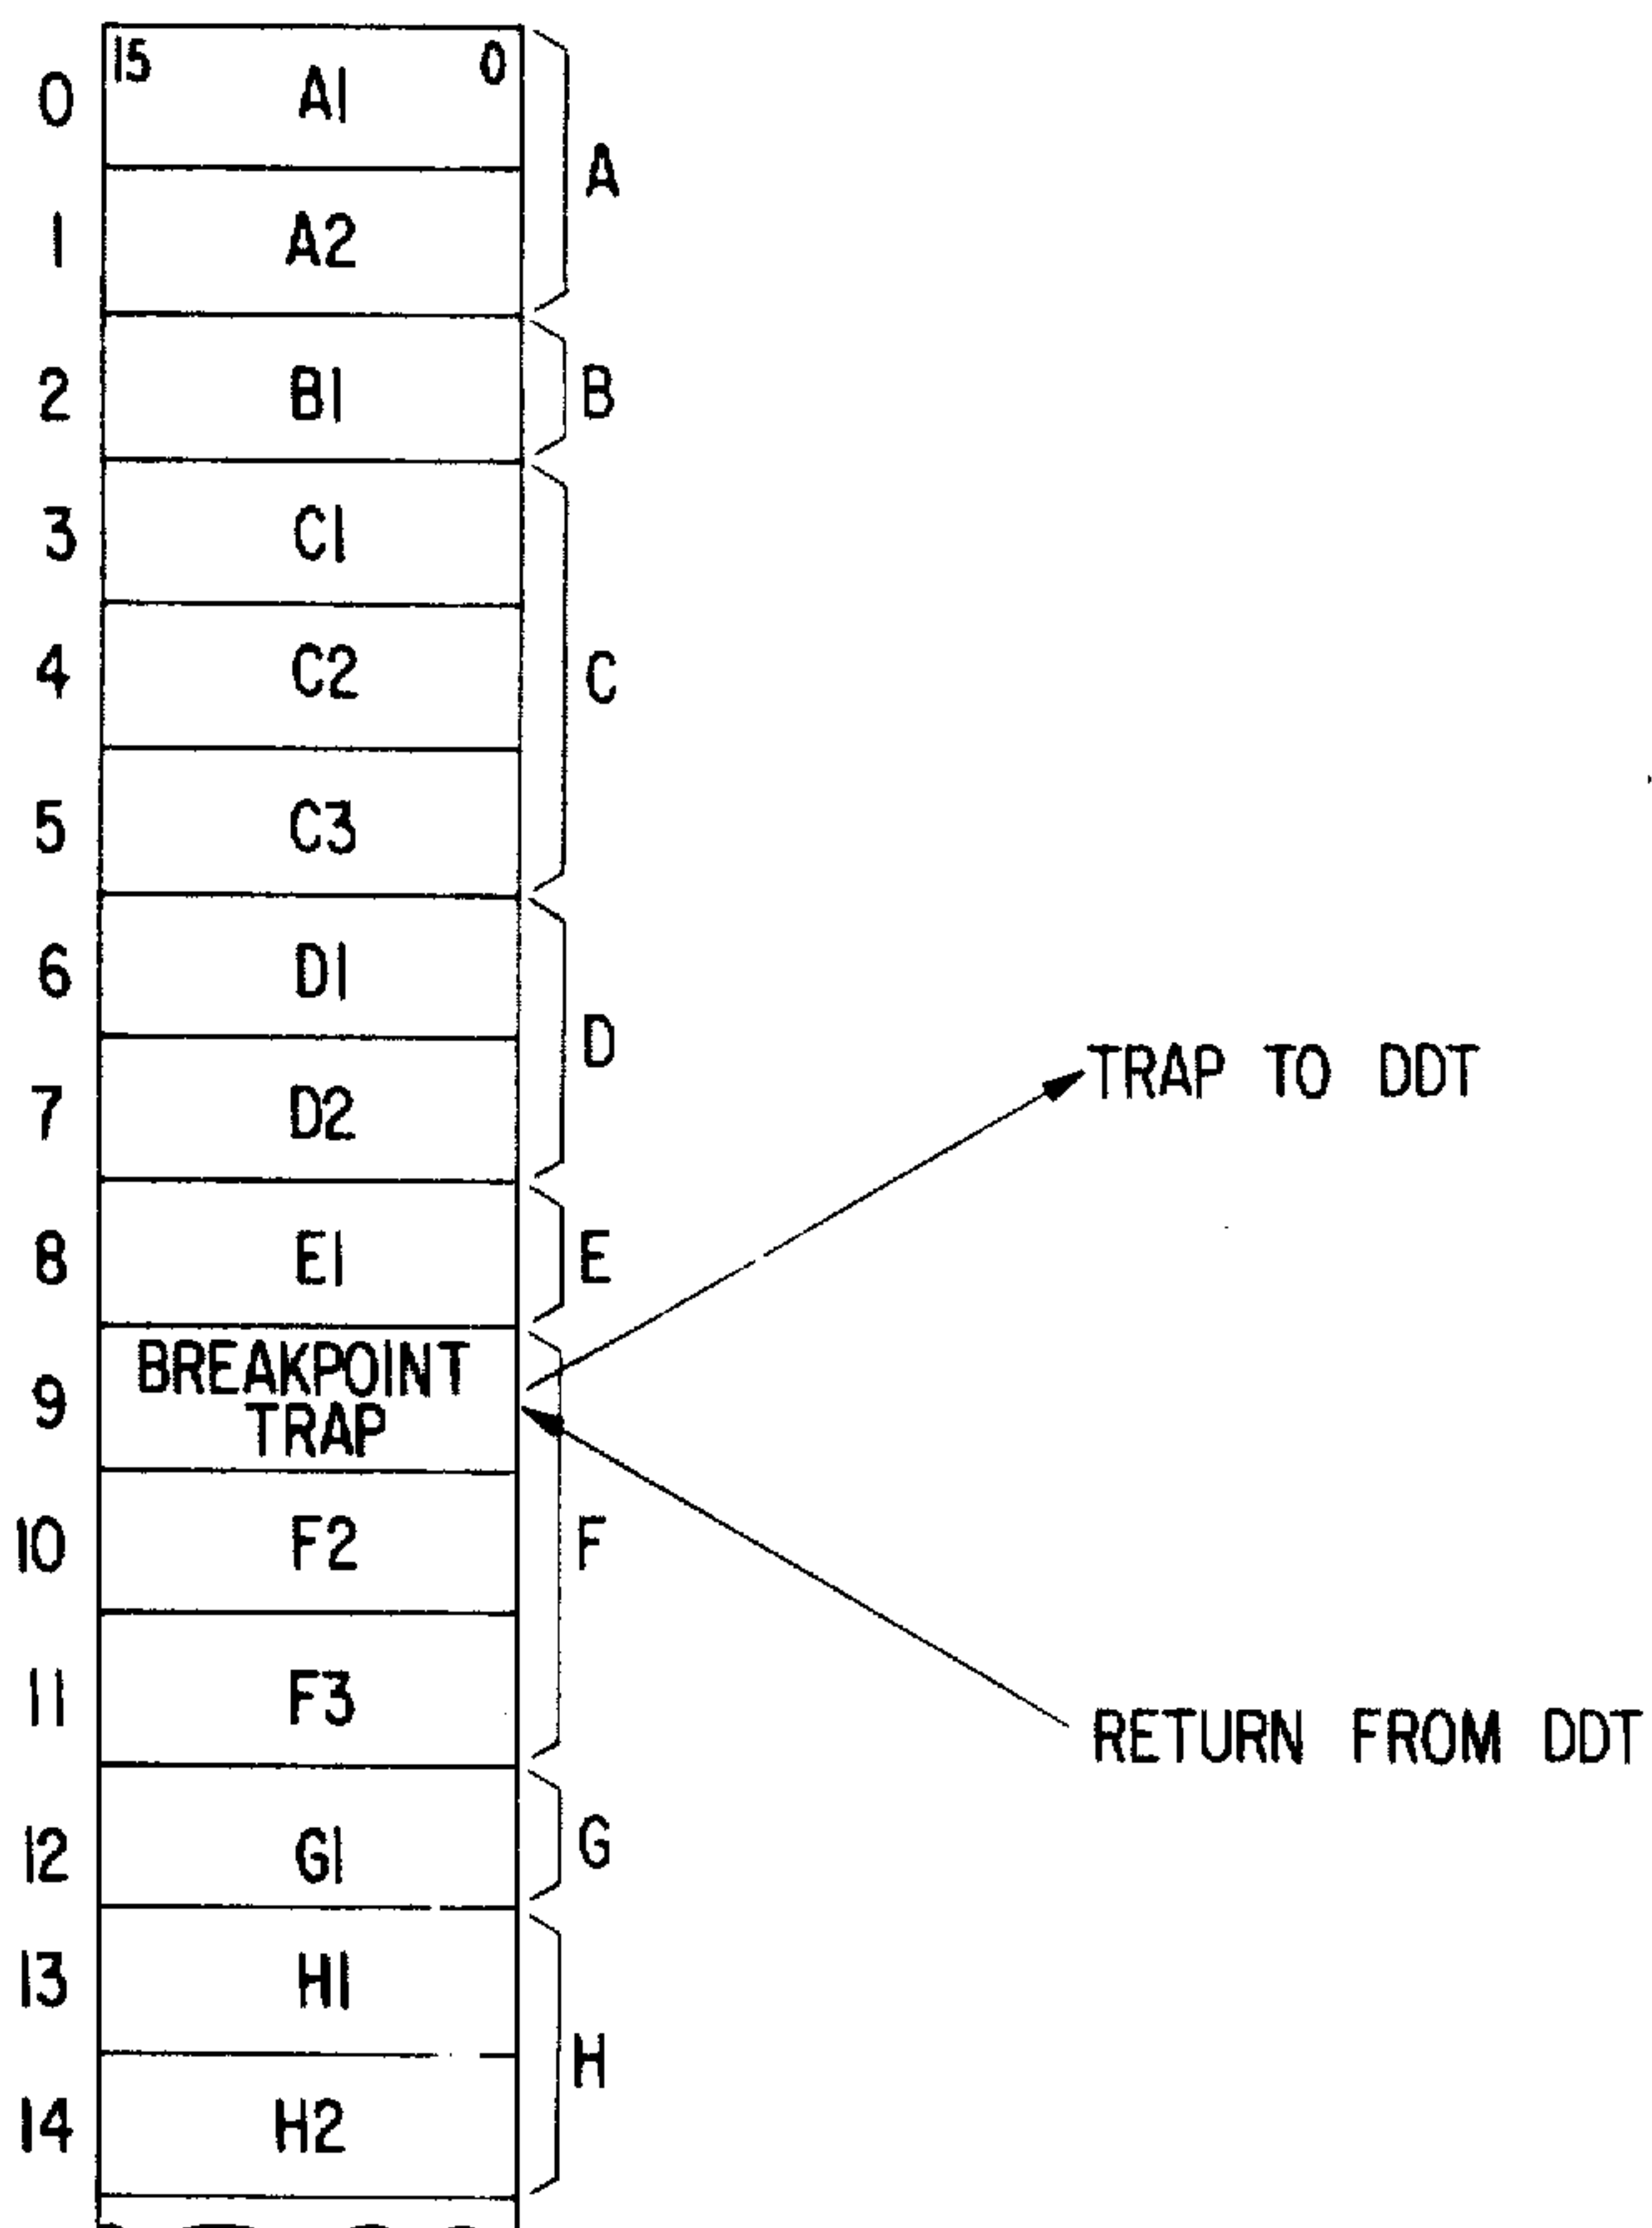 15 0
0 A1
A
1 A2
2 B1 B
3 C1
4 C2 C
5 C3
6 D1
D
TRAP TO DDT
7 D2
8 E1 E
9 BREAKPOINT
TRAP
10 F2 F
11 F3
RETURN FROM DDT
12 G1 G
13 H1
H
14 H2